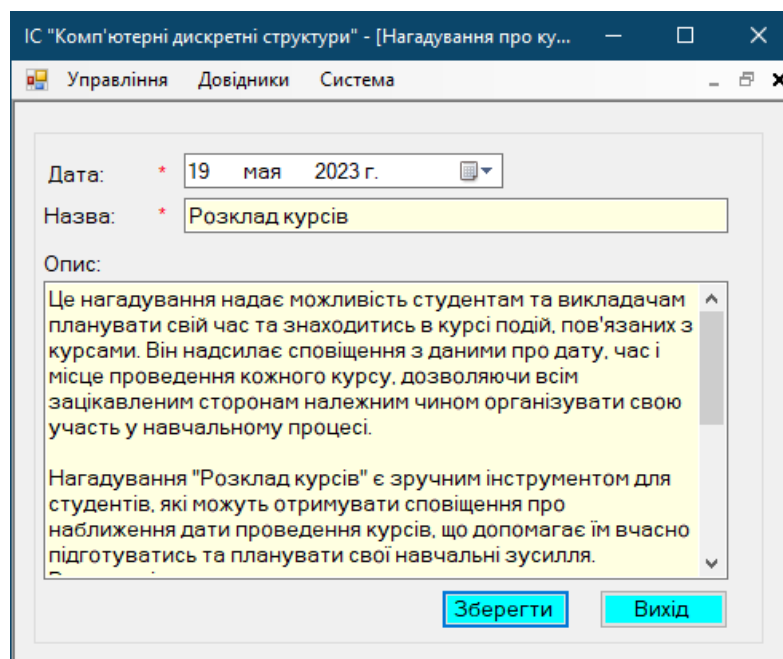 ІС "Комп'ютерні дискретні структури" - [Нагадування про ку...
Управління Довідники Система
Дата: * 19 мая 2023 г.
Назва: * Розклад курсів
Опис:
Це нагадування надає можливість студентам та викладачам
планувати свій час та знаходитись в курсі подій, пов'язаних з
курсами. Він надсилає сповіщення з даними про дату, час і
місце проведення кожного курсу, дозволяючи всім
зацікавленим сторонам належним чином організувати свою
участь у навчальному процесі.
Нагадування "Розклад курсів" є зручним інструментом для
студентів, які можуть отримувати сповіщення про
наближення дати проведення курсів, що допомагає їм вчасно
підготуватись та планувати свої навчальні зусилля.
Зберегти Вихід